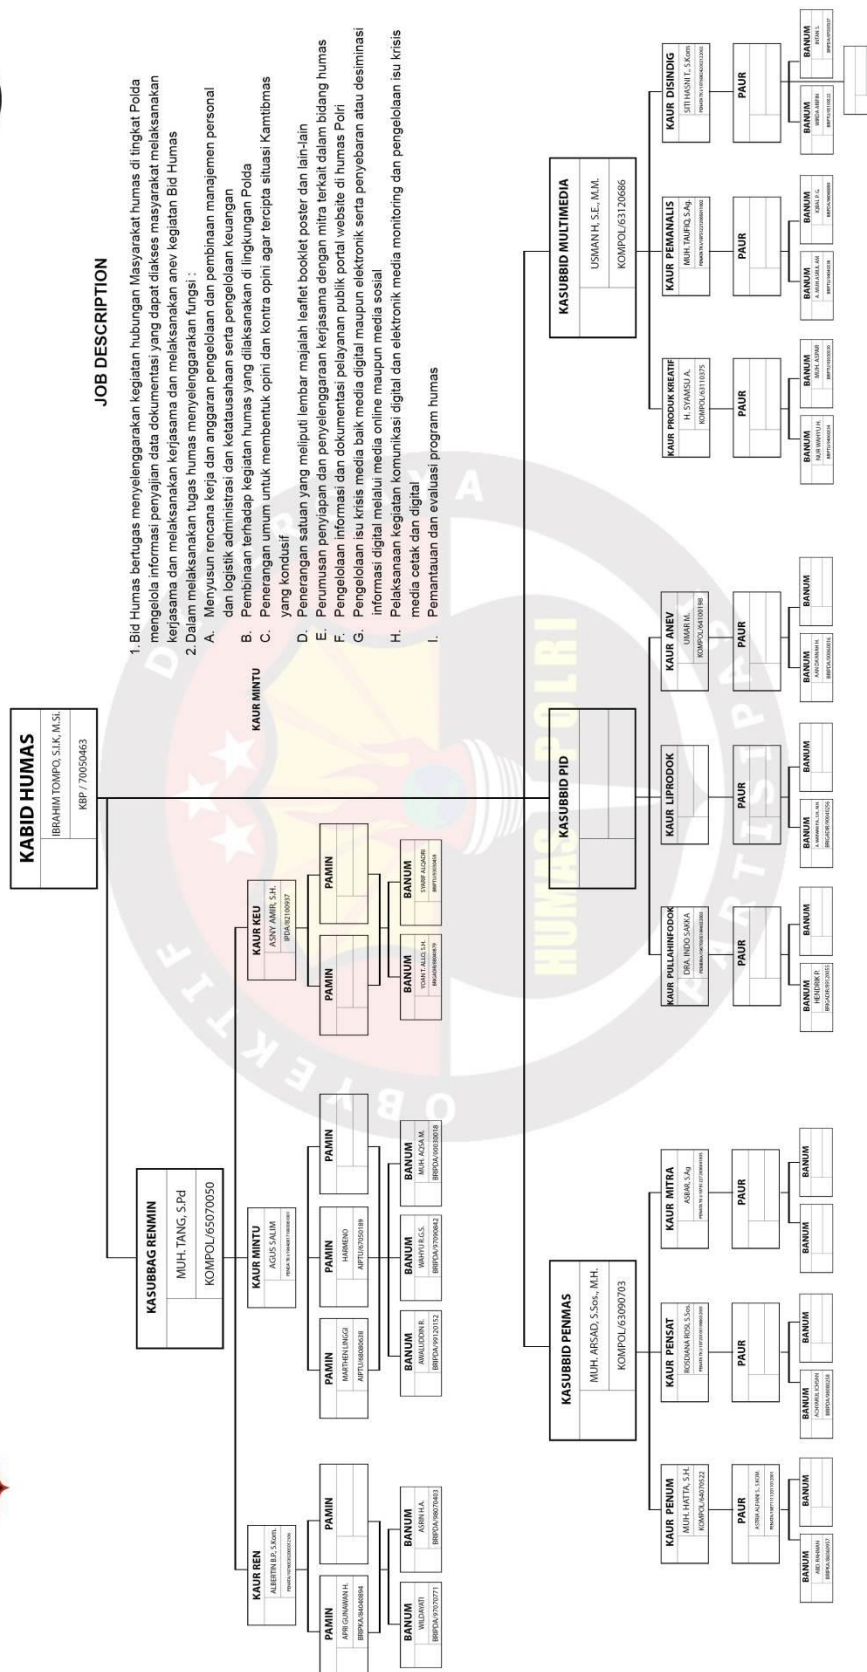 KABID HUMAS
IBRAHIM TOMPO, S.I.K, M.Si.
KBP / 70050463
JOB DESCRIPTION
1. Bid Humas bertugas menyelenggarakan kegiatan hubungan Masyarakat humas di tingkat Polda
mengelola informasi penyajian data dokumentasi yang dapat diakses masyarakat melaksanakan
kerjasama dan melaksanakan kerjasama dan melaksanakan anev kegiatan Bid Humas
2. Dalam melaksanakan tugas humas menyelenggarakan fungsi :
A. Menyusun rencana kerja dan anggaran pengelolaan dan pembinaan manajemen personal
dan logistik administrasi dan ketatausahaan serta pengelolaan keuangan
B. Pembinaan terhadap kegiatan humas yang dilaksanakan di lingkungan Polda
C. Penerangan umum untuk membentuk opini dan kontra opini agar tercipta situasi Kamtibmas
yang kondusif
D. Penerangan satuan yang meliputi lembar majalah leaflet booklet poster dan lain-lain
E. Perumusan penyiapan dan penyelenggaraan kerjasama dengan mitra terkait dalam bidang humas
F. Pengelolaan informasi dan dokumentasi pelayanan publik portal website di humas Polri
G. Pengelolaan isu krisis media baik media digital maupun elektronik serta penyebaran atau desiminasi
informasi digital melalui media online maupun media sosial
H. Pelaksanaan kegiatan komunikasi digital dan elektronik media monitoring dan pengelolaan isu krisis
media cetak dan digital
I. Pemantauan dan evaluasi program humas
KASUBBAG RENMIN
MUH. TANG, S.Pd
KOMPOL/65070050
KAUR REN
ALBERTIN B.P., S.Kom.
KAUR MINTU
AGUS SALIM
KAUR KEU
ASNY AMIR, S.H.
IPDA/82100937
KAUR MINTU
PAMIN
APRI GUNAWAN H.
BRIPKA/84040894
PAMIN
PAMIN
MARTHEN LINGGI
AIPTU/68080628
PAMIN
HARMENO
AIPTU/67050189
PAMIN
PAMIN
PAMIN
BANUM
WILDAYATI
BRIPDA/97070771
BANUM
ASRIN H.A.
BRIPDA/98070403
BANUM
AWALUDDIN R.
BRIPDA/99120152
BANUM
WAHYU R.G.S.
BRIPDA/97090842
BANUM
MUH. AQSA M.
BRIPDA/00030018
BANUM
YOAN T. ALLO, S.H.
BANUM
SYARIF ALQADRI
KASUBBID PENMAS
MUH. ARSAD, S.Sos., M.H.
KOMPOL/63090703
KASUBBID PID
KASUBBID MULTIMEDIA
USMAN H, S.E., M.M.
KOMPOL/63120686
KAUR PENUM
MUH. HATTA, S.H.
KOMPOL/64070522
KAUR PENSAT
ROSDIANA ROSI, S.Sos.
KAUR MITRA
ASBAR, S.Ag
KAUR PULLAHINFODOK
DRA. INDO SAKKA
KAUR LIPRODOK
KAUR ANEV
UMAR M.
KOMPOL/64100198
KAUR PRODUK KREATIF
H. SYAMSU A.
KOMPOL/63110375
KAUR PEMANALIS
MUH. TAUFIQ, S.Ag.
KAUR DISINDIG
SITI HASNI T., S.Kom
PAUR
PAUR
PAUR
PAUR
PAUR
PAUR
PAUR
PAUR
PAUR
BANUM
ABD. RAHMAN
BANUM
BANUM
BANUM
BANUM
BANUM
BANUM
HENDRIK P.
BANUM
BANUM
BANUM
BANUM
BANUM
BANUM
NUR WAHYU H.
BANUM
MUH. ASPAR
BANUM
BANUM
IQBAL P. G.
BANUM
BANUM
INTAN S.
OBYEKTIF
DIPERCAYA
PARTISIPASI
HUMAS POLRI